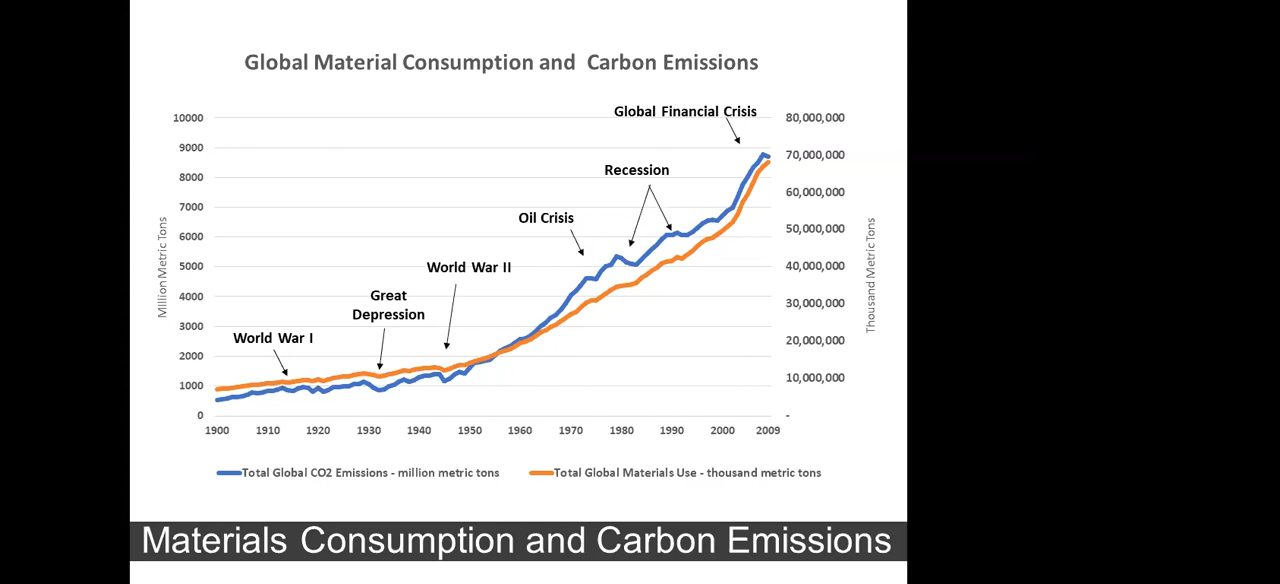 Global Material Consumption and Carbon Emissions
Global Financial Crisis
Recession
Oil Crisis
World War II
Great
Depression
World War I
Million Metric Tons
10000
9000
8000
7000
6000
5000
4000
3000
2000
1000
0
80,000,000
70,000,000
60,000,000
50,000,000
40,000,000
30,000,000
20,000,000
10,000,000
-
Thousand Metric Tons
1900 1910 1920 1930 1940 1950 1960 1970 1980 1990 2000 2009
Total Global CO2 Emissions - million metric tons Total Global Materials Use - thousand metric tons
Materials Consumption and Carbon Emissions